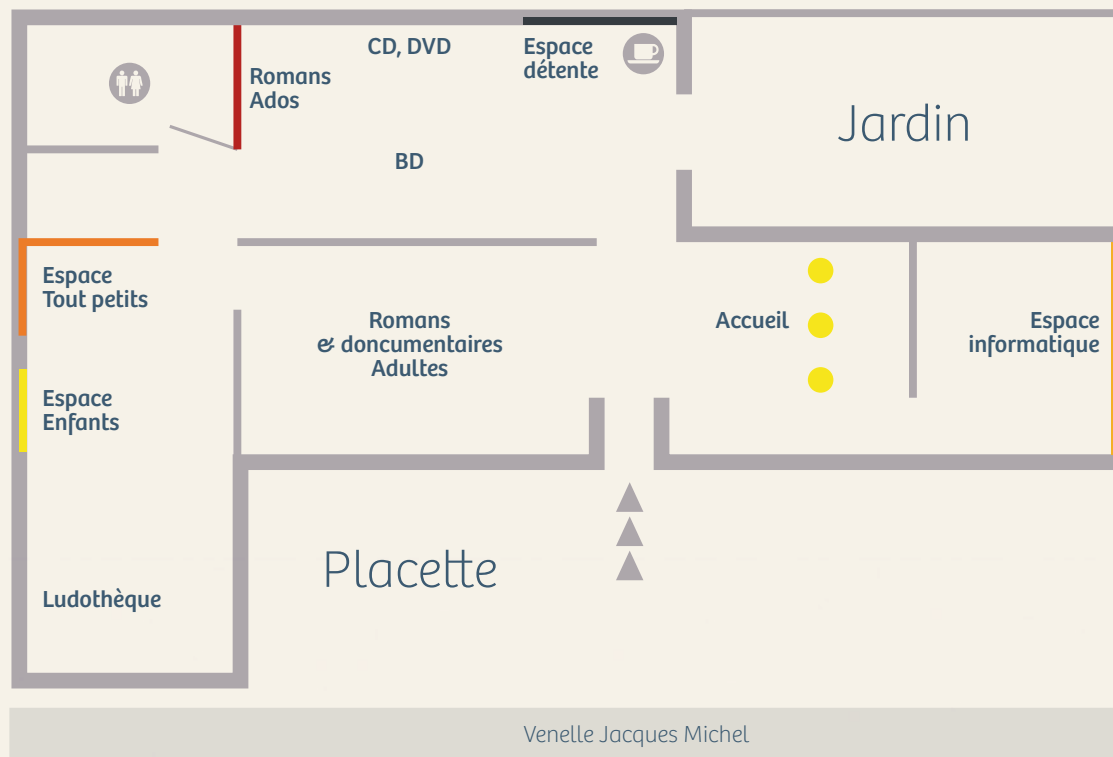 CD, DVD
Espace
détente
Romans
Ados
Jardin
BD
Espace
Tout petits
Romans
& doncumentaires
Adultes
Accueil
Espace
informatique
Espace
Enfants
Placette
Ludothèque
Venelle Jacques Michel